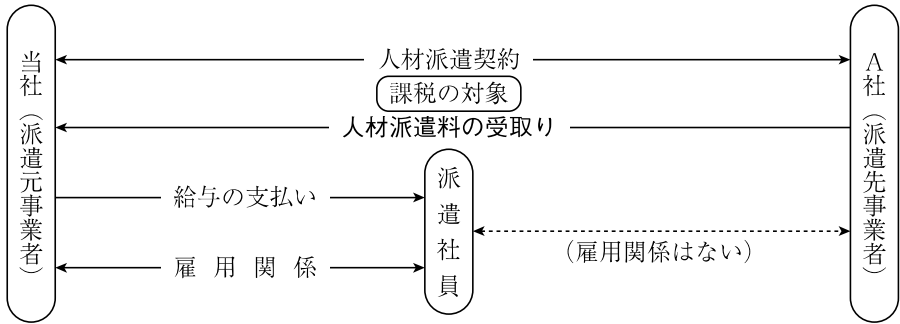 当社（派遣元事業者）
人材派遣契約
課税の対象
人材派遣料の受取り
給与の支払い
雇用関係
派遣社員
（雇用関係はない）
A社（派遣先事業者）